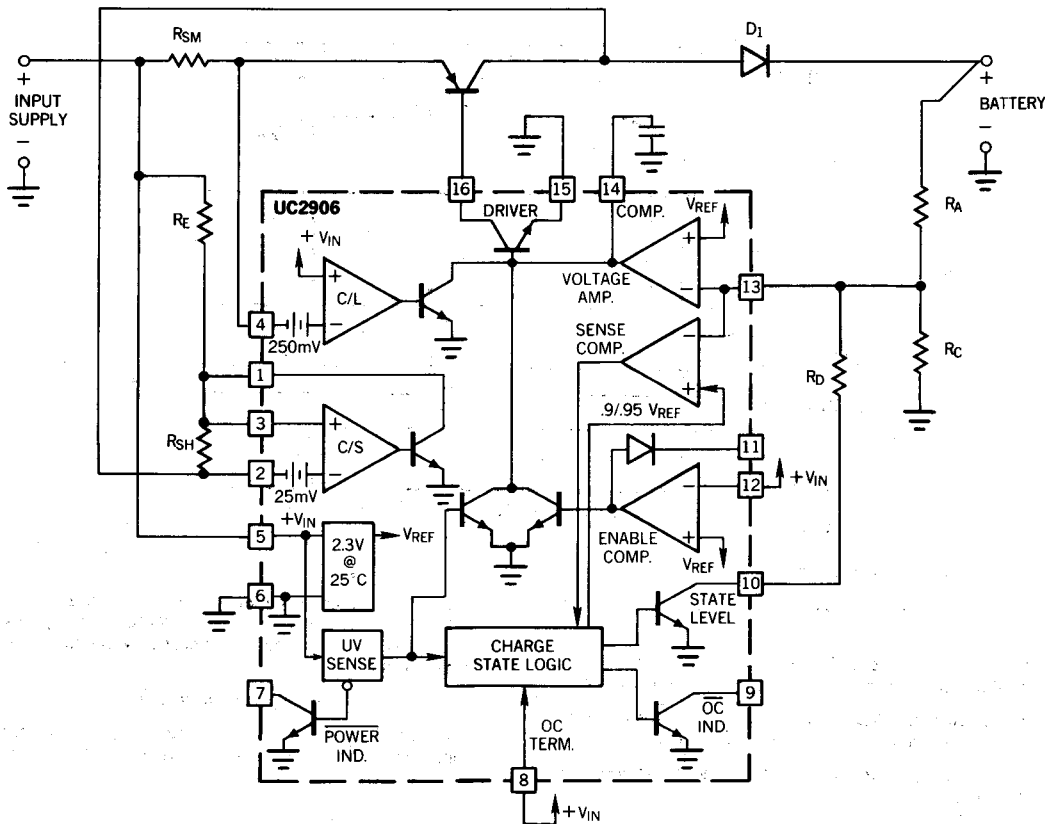 RSM
D1
+
INPUT
SUPPLY
-
+
BATTERY
-
16
15
14
UC2906
DRIVER
COMP.
VREF
RE
RA
+ VIN
+
C/L
-
+
-
VOLTAGE
AMP.
13
4
250mV
SENSE
COMP.
-
+
RD
RC
1
3
RSH
+
C/S
-
.9/.95 VREF
2
25mV
11
12
+VIN
-
+
ENABLE
COMP.
VREF
+VIN
5
2.3V
@
25°C
VREF
6
10
STATE
LEVEL
UV
SENSE
CHARGE
STATE LOGIC
7
POWER
IND.
OC
TERM.
OC
IND.
9
8
+VIN